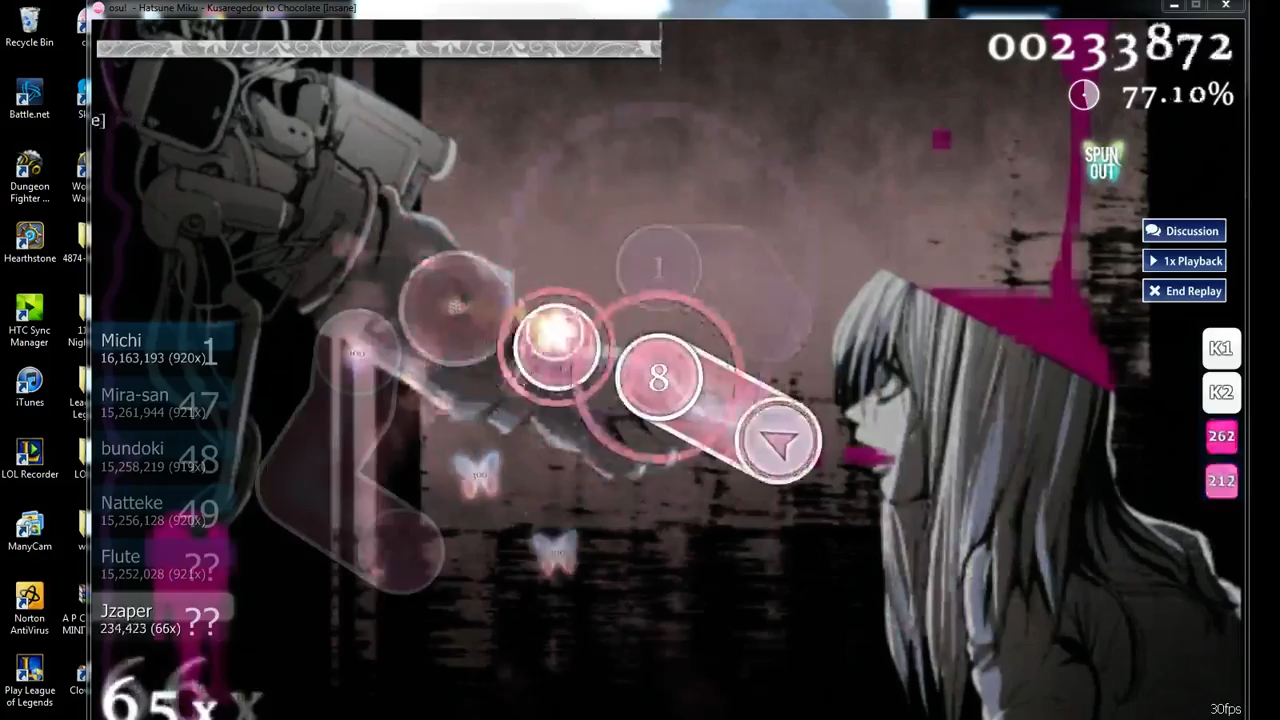 osu! - Hatsune Miku - Kusaregedou to Chocolate [Insane]
Recycle Bin
Battle.net
Dungeon
Fighter ...
Hearthstone
4874-
HTC Sync
Manager
iTunes
LOL Recorder
ManyCam
Norton
AntiVirus
Play League
of Legends
e]
00233872
77.10%
SPUN
OUT
Discussion
1x Playback
End Replay
K1
K2
262
212
1
8
100
100
Michi
1
16,163,193 (920x)
Mira-san
47
15,261,944 (921x)
bundoki
48
15,258,219 (919x)
Natteke
49
15,256,128 (920x)
Flute
??
15,252,028 (921x)
Jzaper
??
234,423 (66x)
65x
30fps